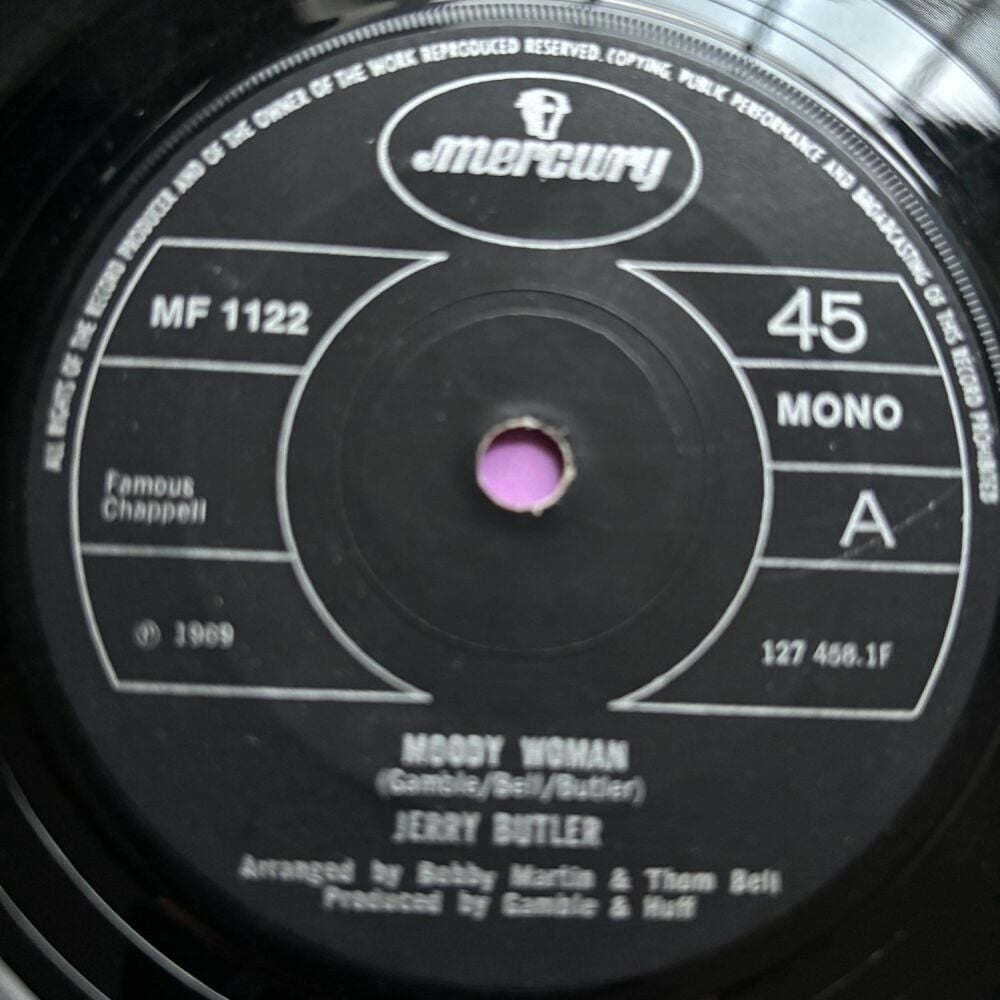 ALL RIGHTS OF THE RECORD PRODUCER AND OF THE OWNER OF THE WORK REPRODUCED RESERVED. COPYING, PUBLIC PERFORMANCE AND BROADCASTING OF THIS RECORD PROHIBITED
mercury
MF 1122
45
MONO
Famous
Chappell
A
℗ 1969
127 458.1F
MOODY WOMAN
(Gamble/Bell/Butler)
JERRY BUTLER
Arranged by Bobby Martin & Thom Bell
Produced by Gamble & Huff